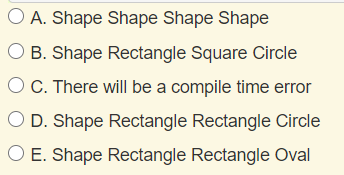 A. Shape Shape Shape Shape
B. Shape Rectangle Square Circle
C. There will be a compile time error
D. Shape Rectangle Rectangle Circle
E. Shape Rectangle Rectangle Oval